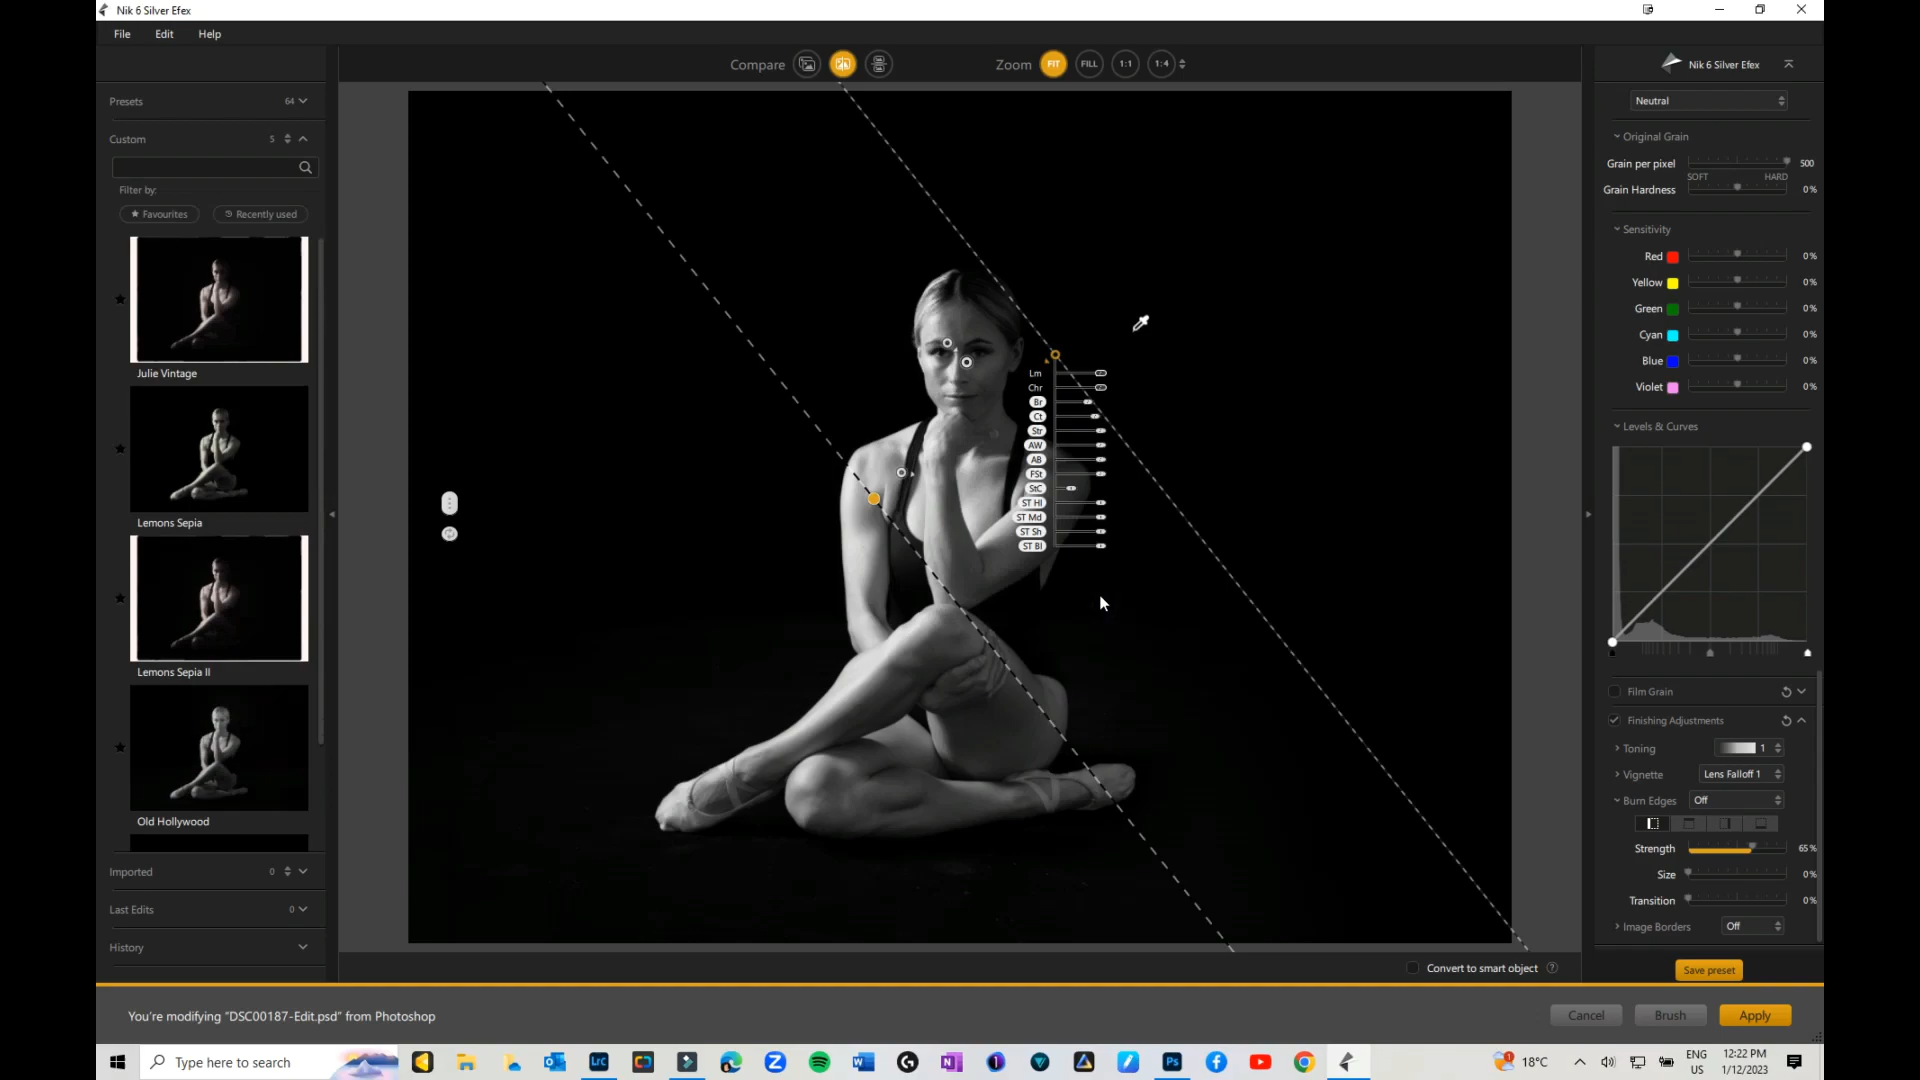 Nik 6 Silver Efex
File Edit Help
Compare
Zoom FIT FILL 1:1 1:4
Nik 6 Silver Efex
Presets 64
Custom 5
Filter by:
Favourites Recently used
Julie Vintage
Lemons Sepia
Lemons Sepia II
Old Hollywood
Imported 0
Last Edits 0
History
Lm
Chr
Br
Ct
Str
AW
AB
FSt
StC
ST Hl
ST Md
ST Sh
ST Bl
Neutral
Original Grain
Grain per pixel 500
SOFT HARD
Grain Hardness 0%
Sensitivity
Red 0%
Yellow 0%
Green 0%
Cyan 0%
Blue 0%
Violet 0%
Levels & Curves
Film Grain
Finishing Adjustments
Toning 1
Vignette Lens Falloff 1
Burn Edges Off
Strength 65%
Size 0%
Transition 0%
Image Borders Off
Convert to smart object ?
Save preset
You're modifying "DSC00187-Edit.psd" from Photoshop
Cancel Brush Apply
Type here to search
LrC
Ps
1
18°C
ENG
US
12:22 PM
1/12/2023